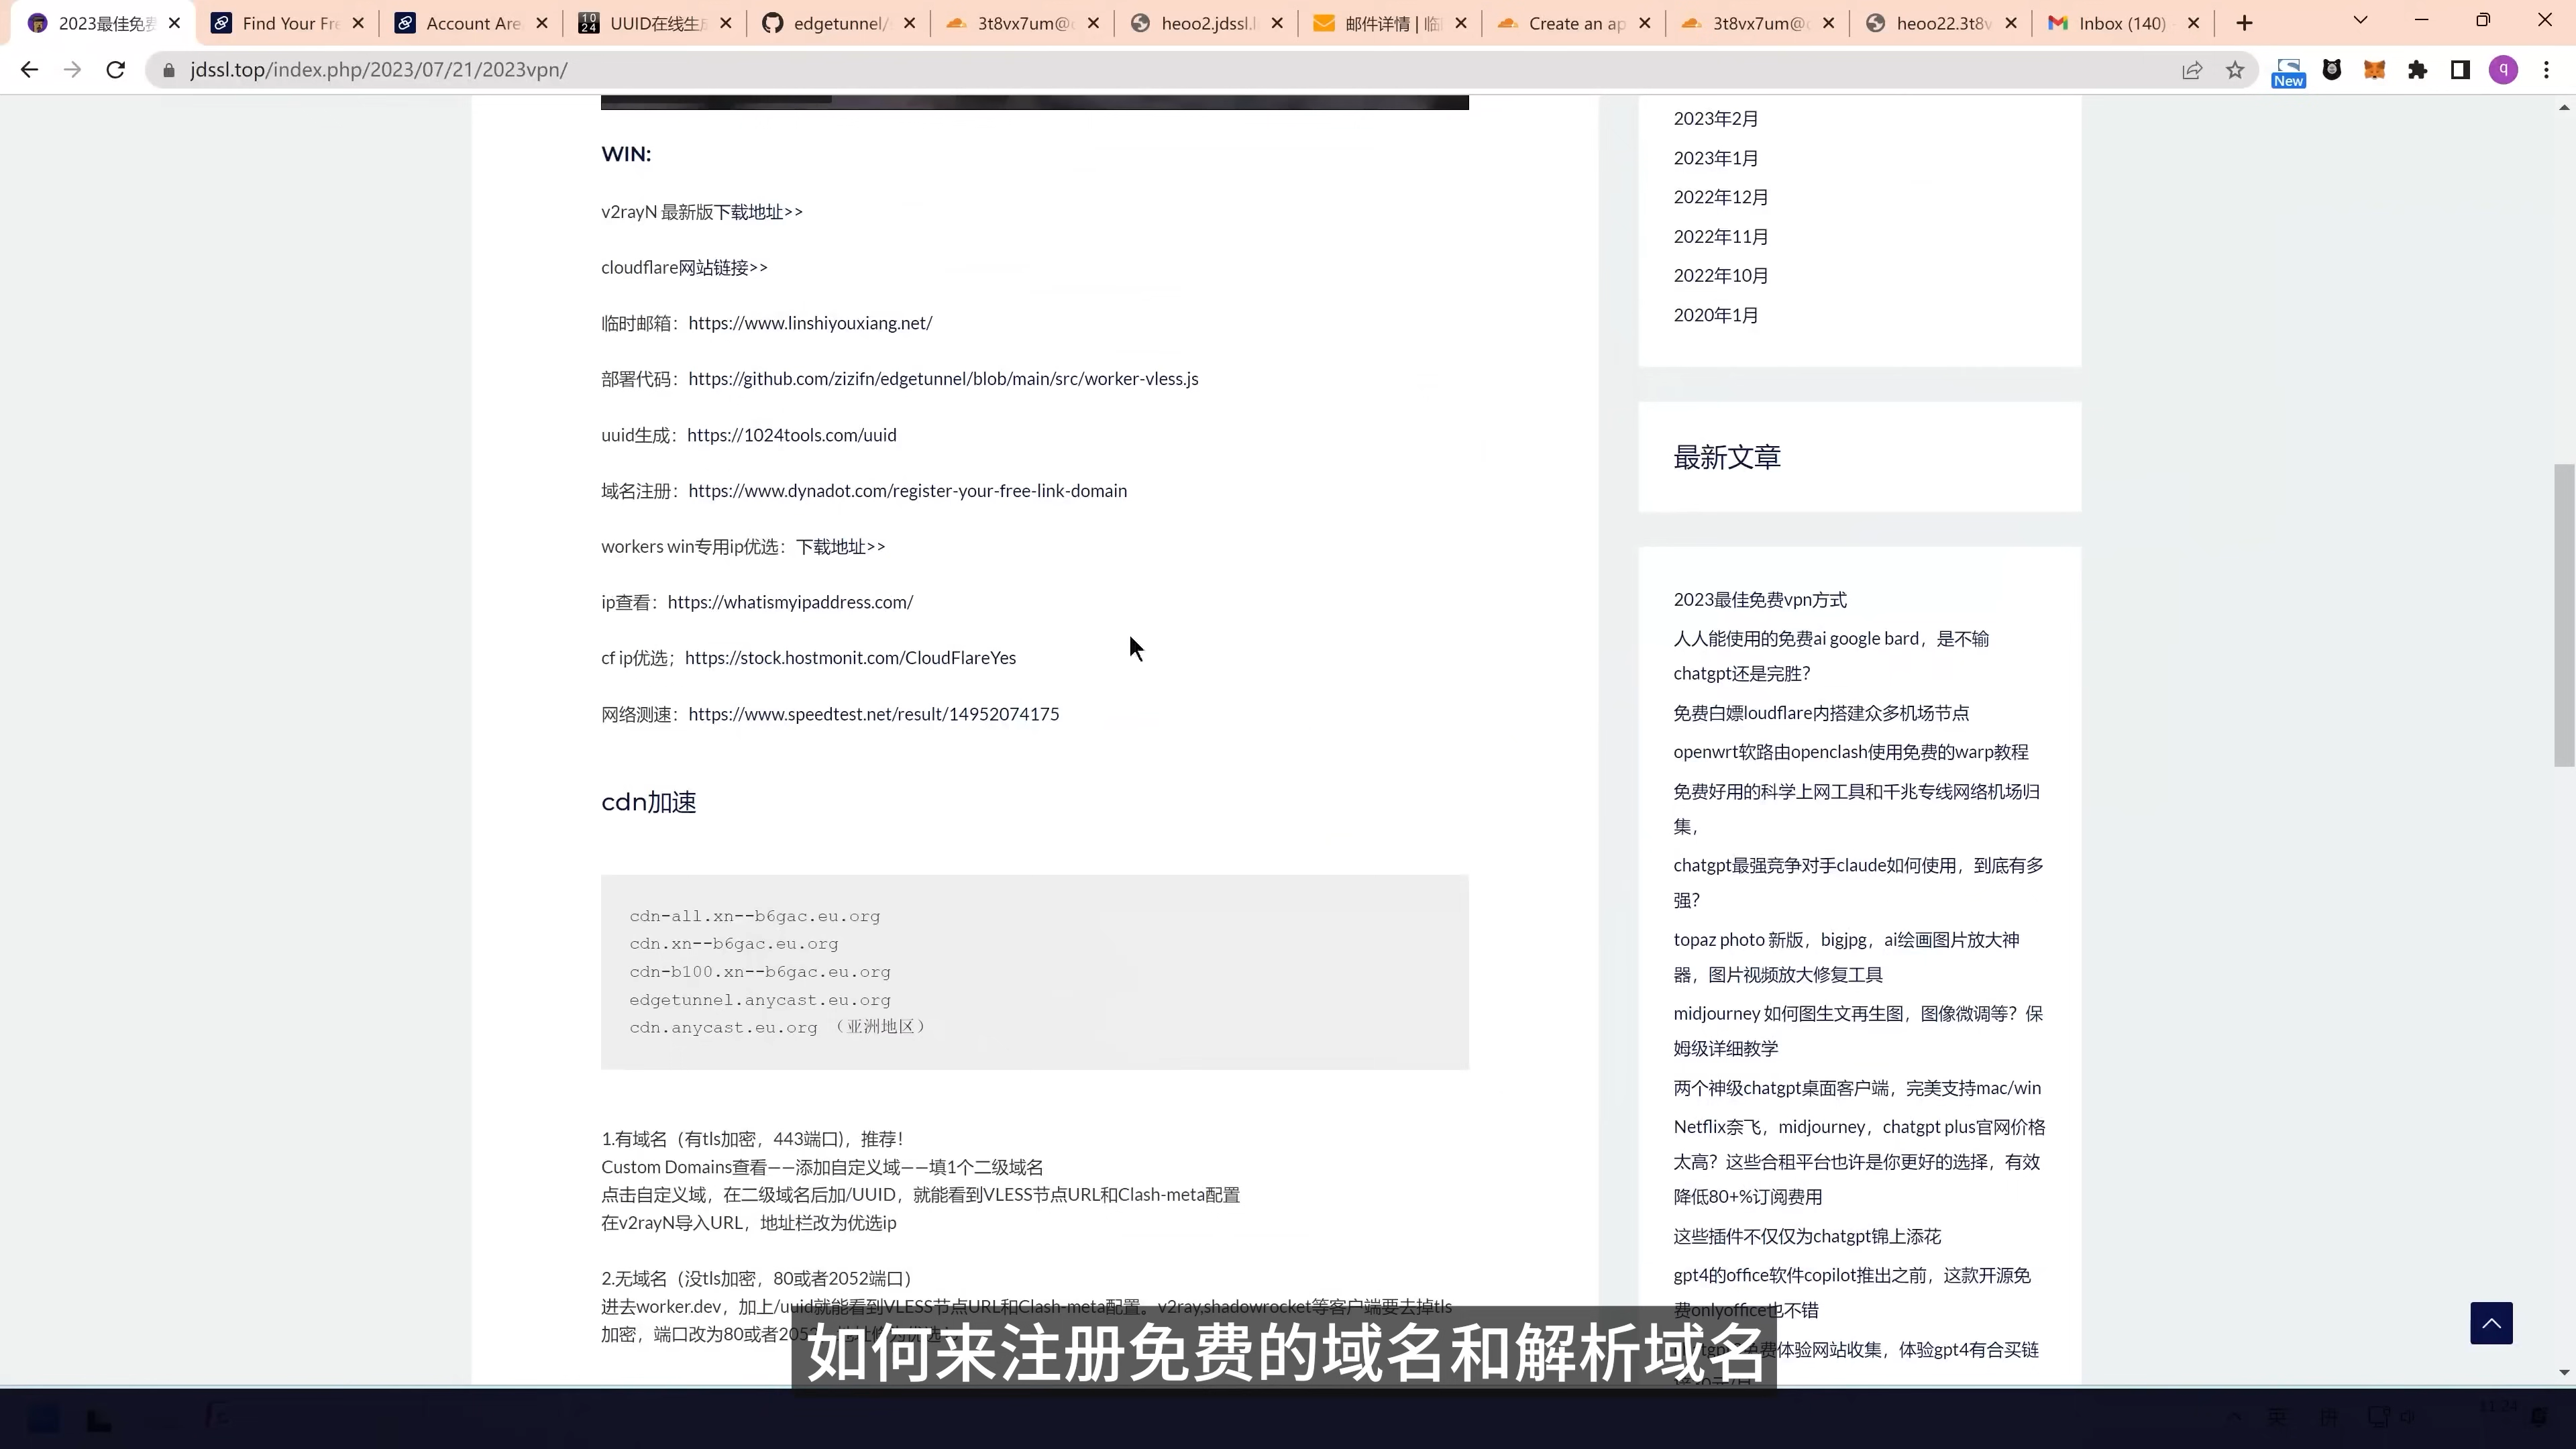 2023最佳免费
Find Your Fre
Account Are
UUID在线生成
edgetunnel/
3t8vx7um@
heoo2.jdssl.l
邮件详情 | 临
Create an ap
3t8vx7um@
heoo22.3t8v
Inbox (140)
jdssl.top/index.php/2023/07/21/2023vpn/
New
q
WIN:
v2rayN 最新版下载地址>>
cloudflare网站链接>>
临时邮箱：https://www.linshiyouxiang.net/
部署代码：https://github.com/zizifn/edgetunnel/blob/main/src/worker-vless.js
uuid生成：https://1024tools.com/uuid
域名注册：https://www.dynadot.com/register-your-free-link-domain
workers win专用ip优选：下载地址>>
ip查看：https://whatismyipaddress.com/
cf ip优选；https://stock.hostmonit.com/CloudFlareYes
网络测速：https://www.speedtest.net/result/14952074175
cdn加速
cdn-all.xn--b6gac.eu.org
cdn.xn--b6gac.eu.org
cdn-b100.xn--b6gac.eu.org
edgetunnel.anycast.eu.org
cdn.anycast.eu.org （亚洲地区）
1.有域名（有tls加密，443端口)，推荐！
Custom Domains查看——添加自定义域——填1个二级域名
点击自定义域，在二级域名后加/UUID，就能看到VLESS节点URL和Clash-meta配置
在v2rayN导入URL，地址栏改为优选ip
2.无域名（没tls加密，80或者2052端口）
进去worker.dev，加上/uuid就能看到VLESS节点URL和Clash-meta配置。v2ray,shadowrocket等客户端要去掉tls
加密，端口改为80或者205
2023年2月
2023年1月
2022年12月
2022年11月
2022年10月
2020年1月
最新文章
2023最佳免费vpn方式
人人能使用的免费ai google bard，是不输
chatgpt还是完胜？
免费白嫖loudflare内搭建众多机场节点
openwrt软路由openclash使用免费的warp教程
免费好用的科学上网工具和千兆专线网络机场归
集，
chatgpt最强竞争对手claude如何使用，到底有多
强？
topaz photo 新版，bigjpg，ai绘画图片放大神
器，图片视频放大修复工具
midjourney 如何图生文再生图，图像微调等？保
姆级详细教学
两个神级chatgpt桌面客户端，完美支持mac/win
Netflix奈飞，midjourney，chatgpt plus官网价格
太高？这些合租平台也许是你更好的选择，有效
降低80+%订阅费用
这些插件不仅仅为chatgpt锦上添花
gpt4的office软件copilot推出之前，这款开源免
费onlyoffice也不错
费体验网站收集，体验gpt4有合买链
如何来注册免费的域名和解析域名